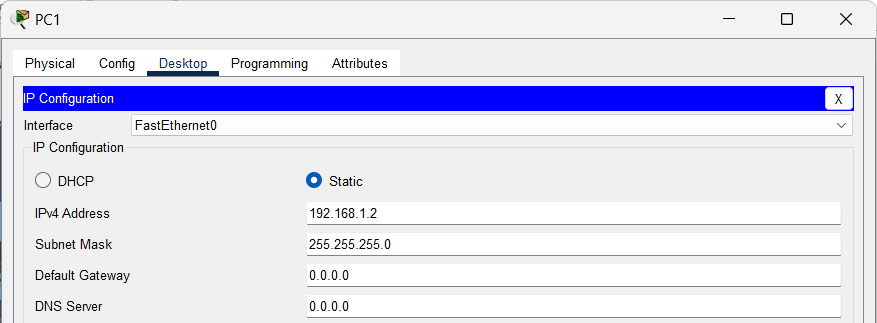 PC1
Physical Config Desktop Programming Attributes
IP Configuration X
Interface FastEthernet0
IP Configuration
DHCP Static
IPv4 Address 192.168.1.2
Subnet Mask 255.255.255.0
Default Gateway 0.0.0.0
DNS Server 0.0.0.0